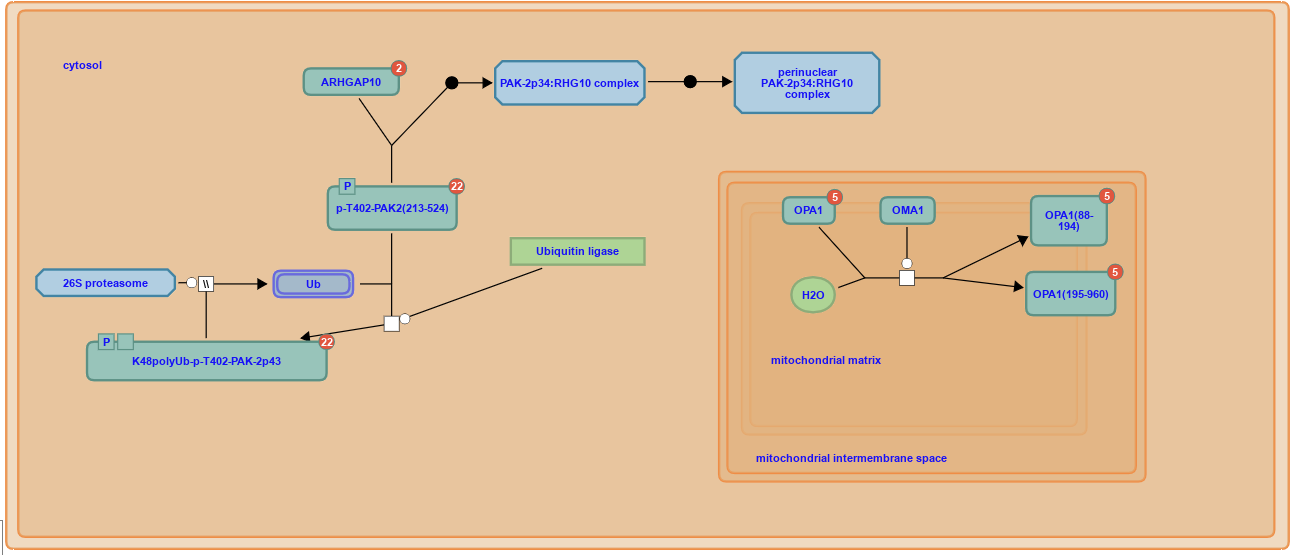 cytosol
ARHGAP10
2
PAK-2p34:RHG10 complex
perinuclear
PAK-2p34:RHG10
complex
P
22
p-T402-PAK2(213-524)
Ubiquitin ligase
26S proteasome
\\
Ub
P
22
K48polyUb-p-T402-PAK-2p43
OPA1
5
OMA1
5
OPA1(88-
194)
H2O
5
OPA1(195-960)
mitochondrial matrix
mitochondrial intermembrane space